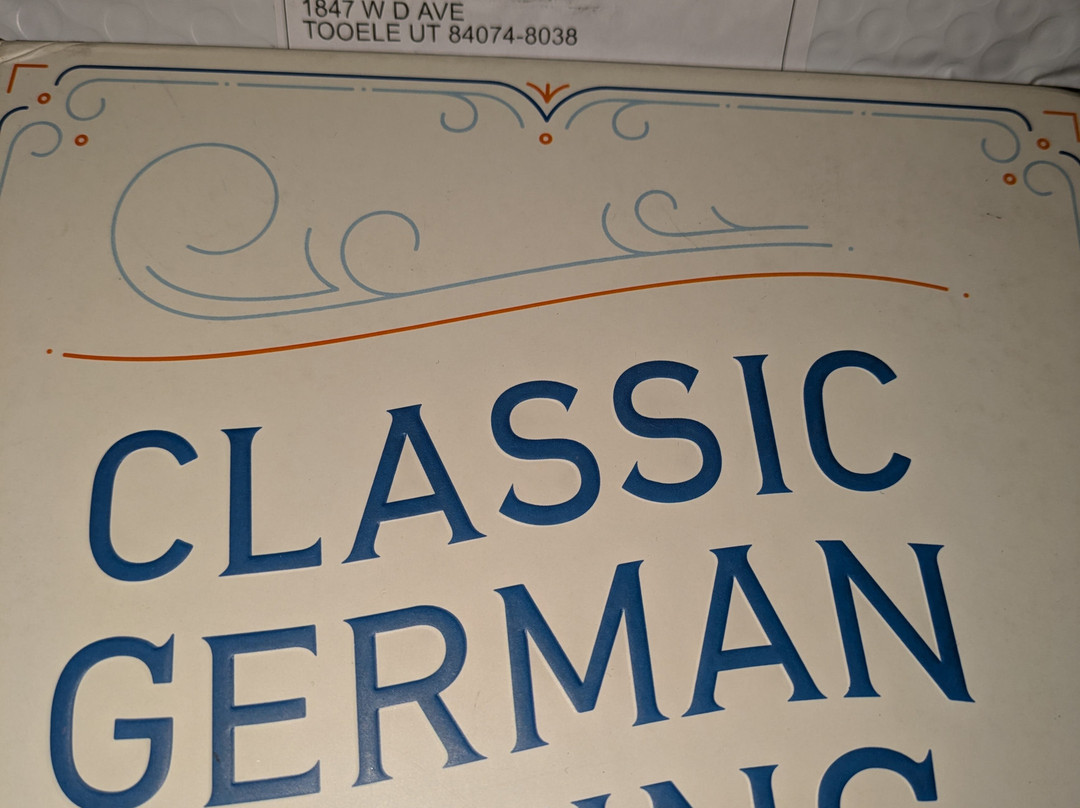 1847 W D AVE
TOOELE UT 84074-8038
CLASSIC
GERMAN